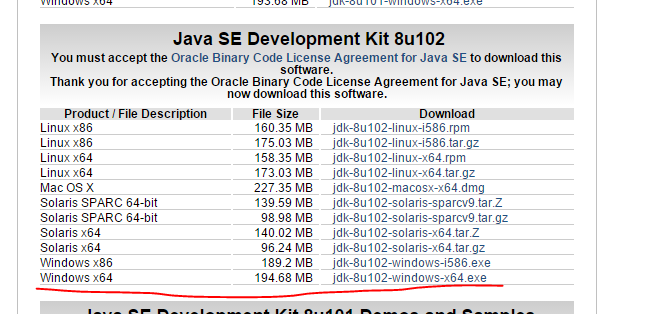 Windows x64 193.68 MB jdk-8u101-windows-x64.exe
Java SE Development Kit 8u102
You must accept the Oracle Binary Code License Agreement for Java SE to download this
software.
Thank you for accepting the Oracle Binary Code License Agreement for Java SE; you may
now download this software.
Product / File Description File Size Download
Linux x86 160.35 MB jdk-8u102-linux-i586.rpm
Linux x86 175.03 MB jdk-8u102-linux-i586.tar.gz
Linux x64 158.35 MB jdk-8u102-linux-x64.rpm
Linux x64 173.03 MB jdk-8u102-linux-x64.tar.gz
Mac OS X 227.35 MB jdk-8u102-macosx-x64.dmg
Solaris SPARC 64-bit 139.59 MB jdk-8u102-solaris-sparcv9.tar.Z
Solaris SPARC 64-bit 98.98 MB jdk-8u102-solaris-sparcv9.tar.gz
Solaris x64 140.02 MB jdk-8u102-solaris-x64.tar.Z
Solaris x64 96.24 MB jdk-8u102-solaris-x64.tar.gz
Windows x86 189.2 MB jdk-8u102-windows-i586.exe
Windows x64 194.68 MB jdk-8u102-windows-x64.exe
Java SE Development Kit 8u101 Demos and Samples